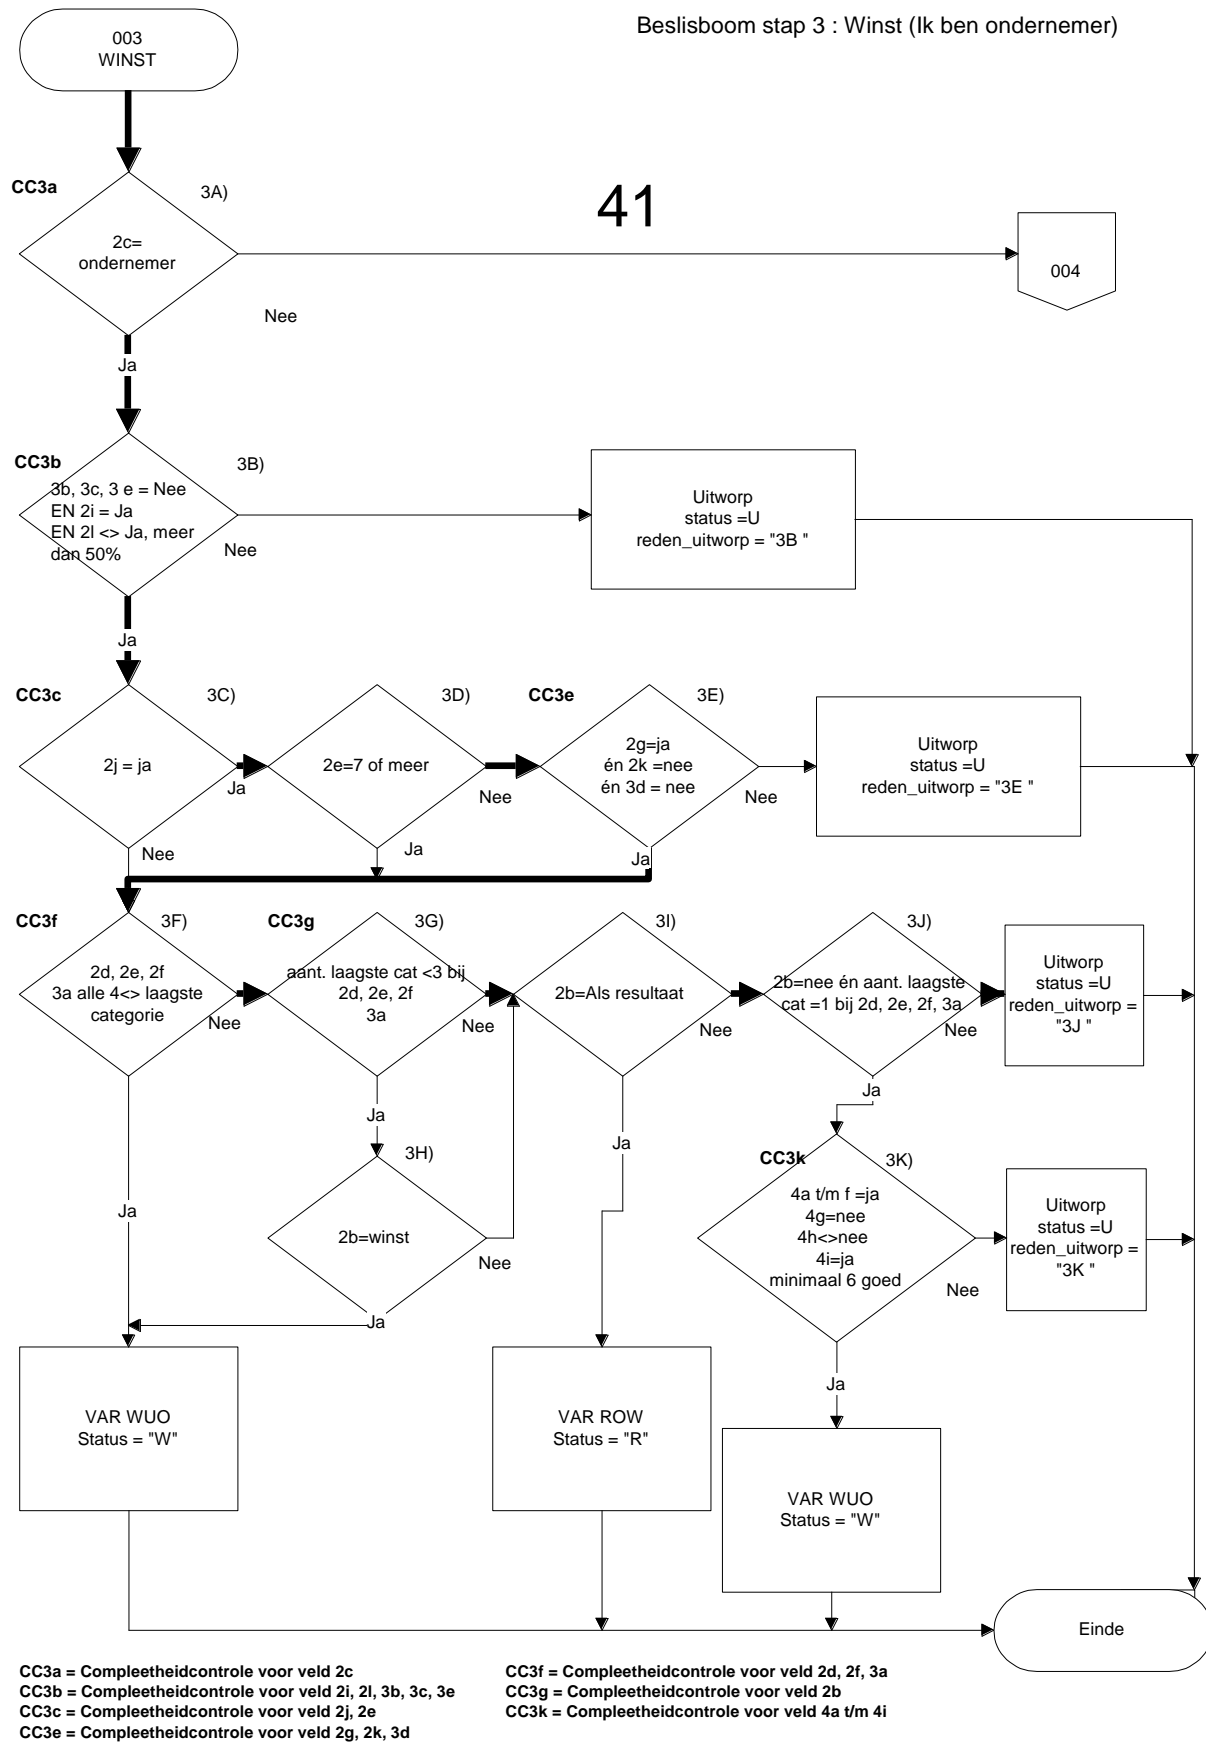 Beslisboom stap 3 : Winst (Ik ben ondernemer)
003
WINST
CC3a
3A)
41
2c=
ondernemer
004
Nee
Ja
CC3b
3B)
3b, 3c, 3 e = Nee
EN 2i = Ja
EN 2l <> Ja, meer
dan 50%
Nee
Uitworp
status =U
reden_uitworp = "3B "
Ja
CC3c
3C)
2j = ja
Ja
Nee
3D)
2e=7 of meer
Nee
Ja
CC3e
3E)
2g=ja
én 2k =nee
én 3d = nee
Nee
Ja
Uitworp
status =U
reden_uitworp = "3E "
CC3f
3F)
2d, 2e, 2f
3a alle 4<> laagste
categorie
Nee
Ja
CC3g
3G)
aant. laagste cat <3 bij
2d, 2e, 2f
3a
Nee
Ja
3H)
2b=winst
Nee
Ja
3I)
2b=Als resultaat
Nee
Ja
3J)
2b=nee én aant. laagste
cat =1 bij 2d, 2e, 2f, 3a
Nee
Ja
Uitworp
status =U
reden_uitworp =
"3J "
CC3k
3K)
4a t/m f =ja
4g=nee
4h<>nee
4i=ja
minimaal 6 goed
Nee
Ja
Uitworp
status =U
reden_uitworp =
"3K "
VAR WUO
Status = "W"
VAR ROW
Status = "R"
VAR WUO
Status = "W"
Einde
CC3a = Compleetheidcontrole voor veld 2c
CC3b = Compleetheidcontrole voor veld 2i, 2l, 3b, 3c, 3e
CC3c = Compleetheidcontrole voor veld 2j, 2e
CC3e = Compleetheidcontrole voor veld 2g, 2k, 3d
CC3f = Compleetheidcontrole voor veld 2d, 2f, 3a
CC3g = Compleetheidcontrole voor veld 2b
CC3k = Compleetheidcontrole voor veld 4a t/m 4i